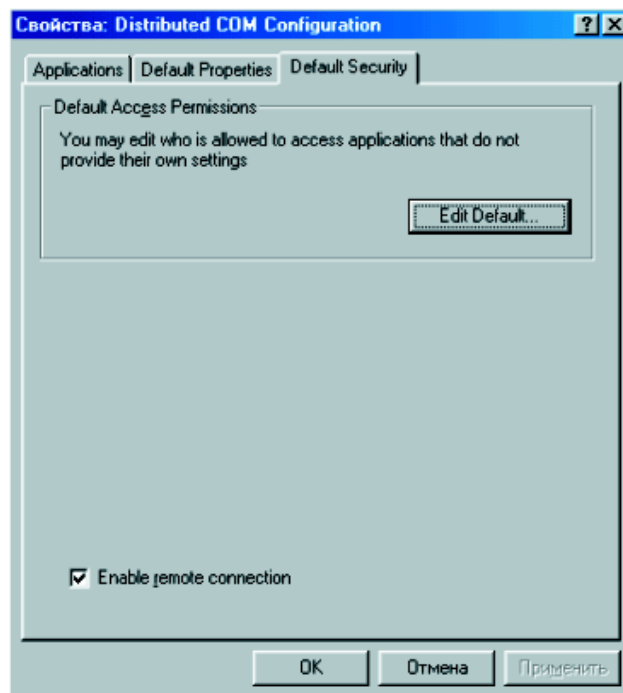 Свойства: Distributed COM Configuration
Applications Default Properties Default Security
Default Access Permissions
You may edit who is allowed to access applications that do not
provide their own settings
Edit Default...
Enable remote connection
OK Отмена Применить